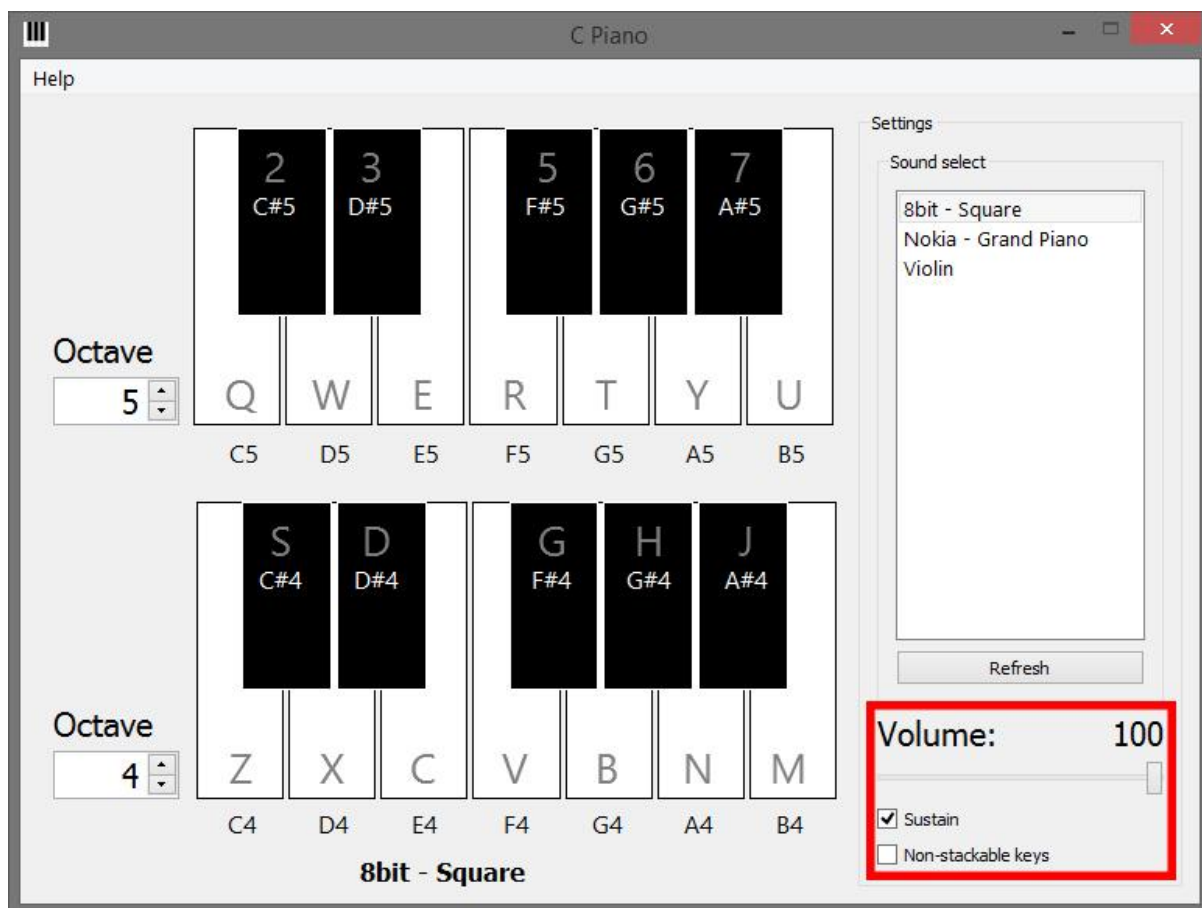 C Piano
Help
2 3 5 6 7
C#5 D#5 F#5 G#5 A#5
Octave
5
Q W E R T Y U
C5 D5 E5 F5 G5 A5 B5
S D G H J
C#4 D#4 F#4 G#4 A#4
Octave
4
Z X C V B N M
C4 D4 E4 F4 G4 A4 B4
8bit - Square
Settings
Sound select
8bit - Square
Nokia - Grand Piano
Violin
Refresh
Volume: 100
Sustain
Non-stackable keys